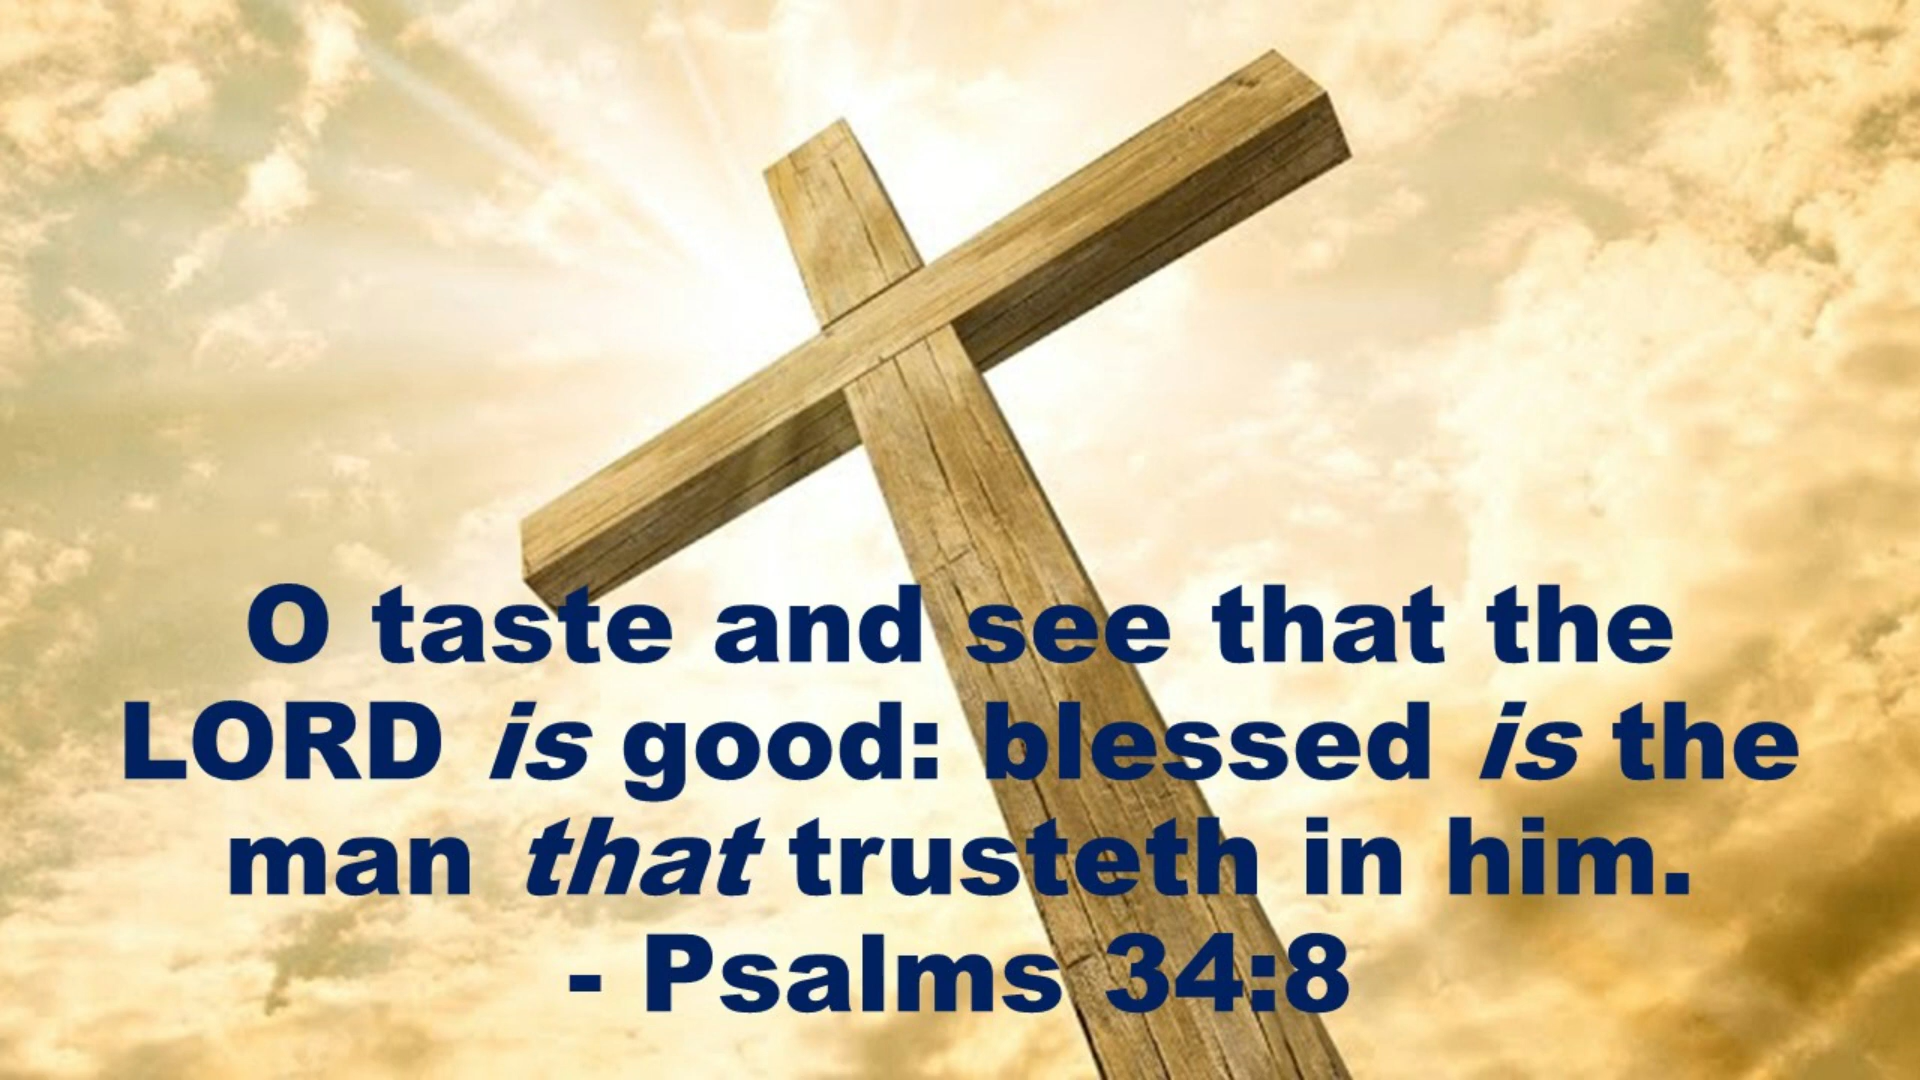 O taste and see that the
LORD is good: blessed is the
man that trusteth in him.
- Psalms 34:8